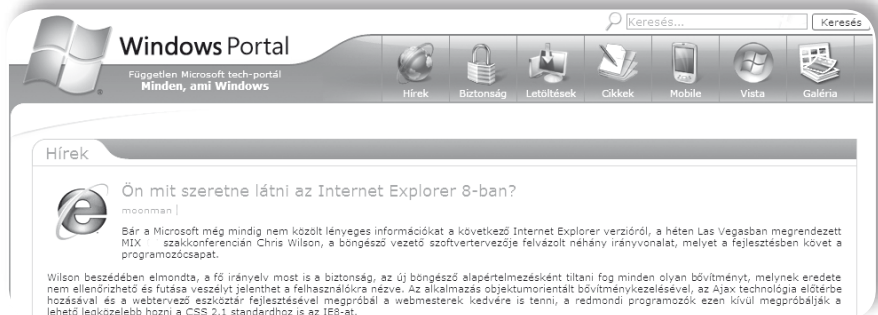 Keresés... Keresés
Windows Portal
Független Microsoft tech-portál
Minden, ami Windows
Hírek Biztonság Letöltések Cikkek Mobile Vista Galéria
Hírek
Ön mit szeretne látni az Internet Explorer 8-ban?
moonman |
Bár a Microsoft még mindig nem közölt lényeges információkat a következő Internet Explorer verzióról, a héten Las Vegasban megrendezett
MIX szakkonferencián Chris Wilson, a böngésző vezető szoftvertervezője felvázolt néhány irányvonalat, melyet a fejlesztésben követ a
programozócsapat.
Wilson beszédében elmondta, a fő irányelv most is a biztonság, az új böngésző alapértelmezésként tiltani fog minden olyan bővítményt, melynek eredete
nem ellenőrizhető és futása veszélyt jelenthet a felhasználókra nézve. Az alkalmazás objektumorientált bővítménykezelésével, az Ajax technológia előtérbe
hozásával és a webtervező eszköztár fejlesztésével megpróbál a webmesterek kedvére is tenni, a redmondi programozók ezen kívül megpróbálják a
lehető legközelebb hozni a CSS 2.1 standardhoz is az IE8-at.